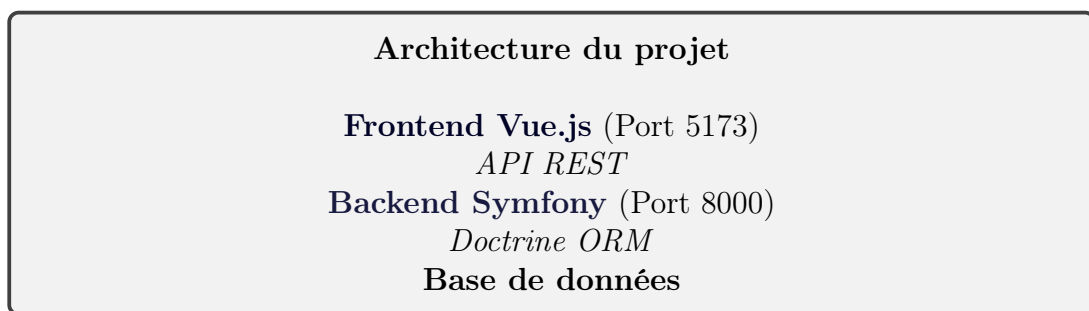 Architecture du projet
Frontend Vue.js (Port 5173)
API REST
Backend Symfony (Port 8000)
Doctrine ORM
Base de données